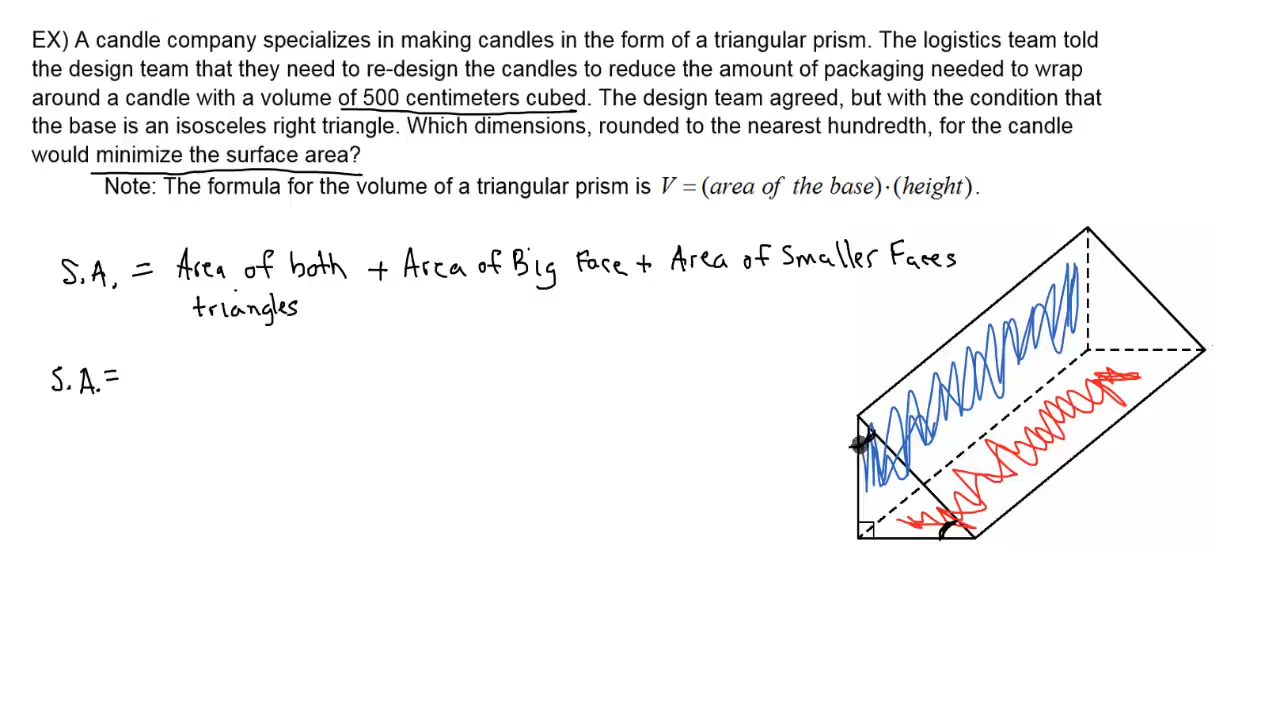 EX) A candle company specializes in making candles in the form of a triangular prism. The logistics team told
the design team that they need to re-design the candles to reduce the amount of packaging needed to wrap
around a candle with a volume of 500 centimeters cubed. The design team agreed, but with the condition that
the base is an isosceles right triangle. Which dimensions, rounded to the nearest hundredth, for the candle
would minimize the surface area?
Note: The formula for the volume of a triangular prism is V = (area of the base)·(height).
S.A. = Area of both + Area of Big Face + Area of Smaller Faces
triangles
S.A. =